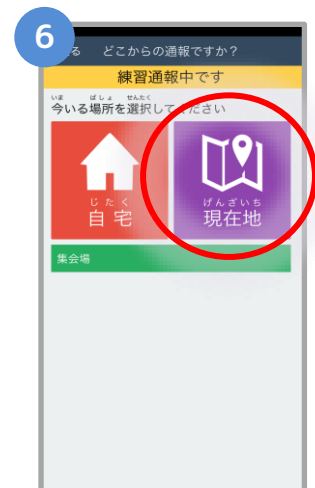 6
る どこからの通報ですか?
練習通報中です
いま ばしょ せんたく
今いる場所を選択してください
じたく
自宅
げんざいち
現在地
集会場